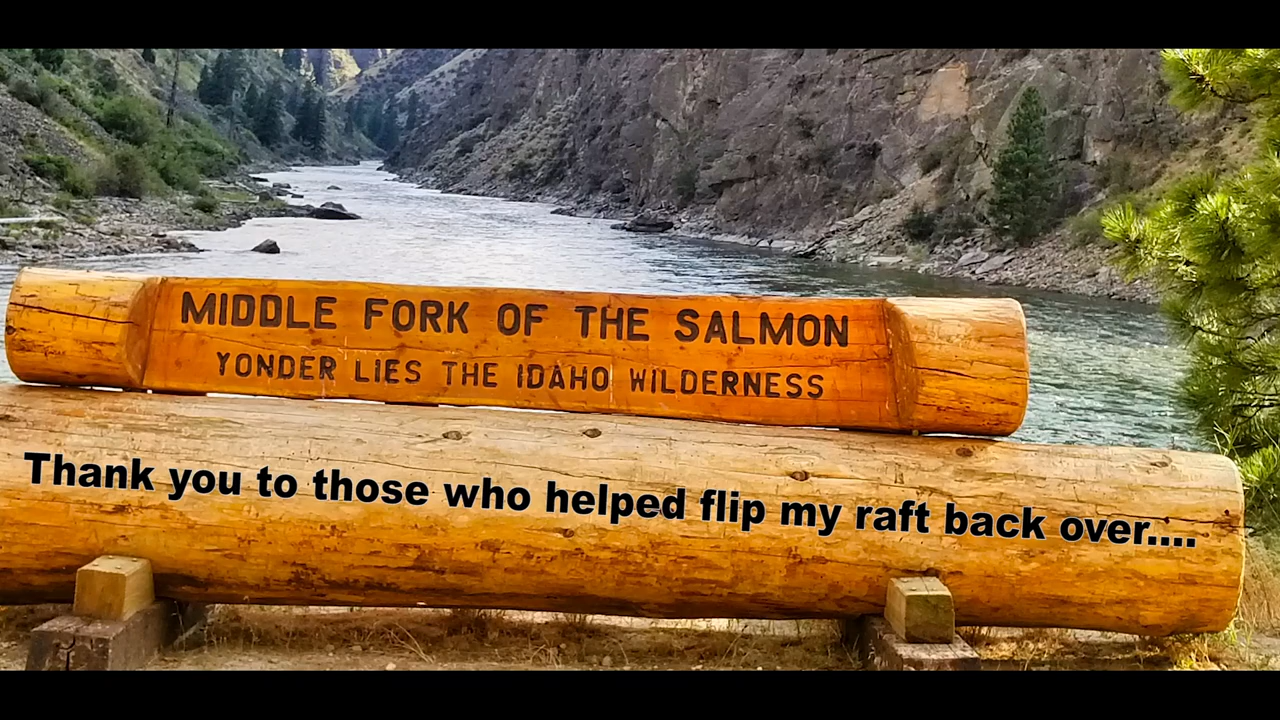 MIDDLE FORK OF THE SALMON
YONDER LIES THE IDAHO WILDERNESS
Thank you to those who helped flip my raft back over....